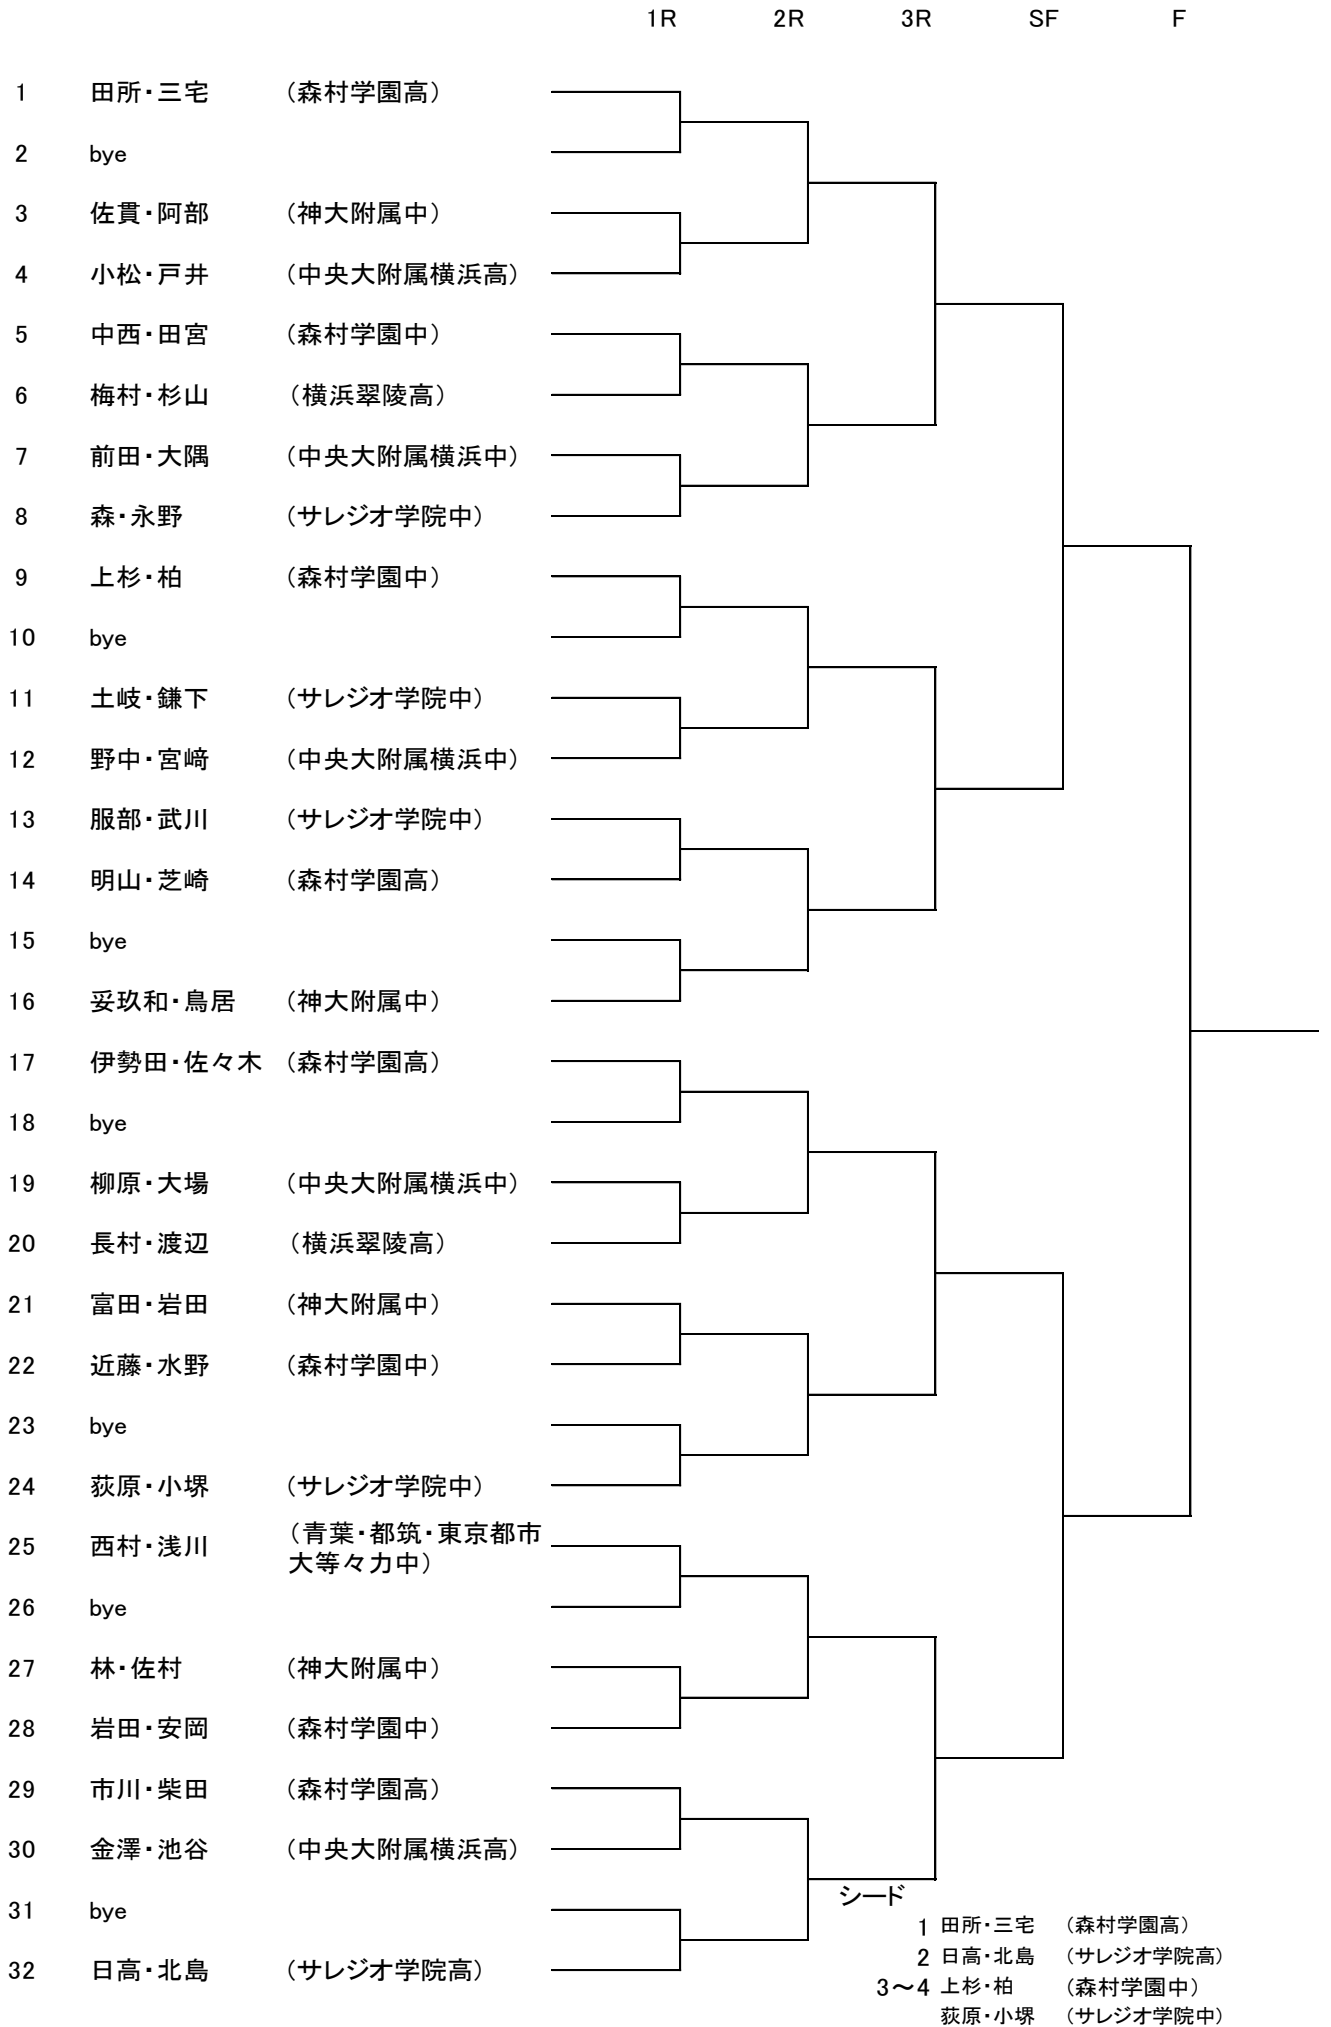 1R 2R 3R SF F
1 田所・三宅 （森村学園高）
2 bye
3 佐貫・阿部 （神大附属中）
4 小松・戸井 （中央大附属横浜高）
5 中西・田宮 （森村学園中）
6 梅村・杉山 （横浜翠陵高）
7 前田・大隅 （中央大附属横浜中）
8 森・永野 （サレジオ学院中）
9 上杉・柏 （森村学園中）
10 bye
11 土岐・鎌下 （サレジオ学院中）
12 野中・宮﨑 （中央大附属横浜中）
13 服部・武川 （サレジオ学院中）
14 明山・芝崎 （森村学園高）
15 bye
16 妥玖和・鳥居 （神大附属中）
17 伊勢田・佐々木 （森村学園高）
18 bye
19 柳原・大場 （中央大附属横浜中）
20 長村・渡辺 （横浜翠陵高）
21 富田・岩田 （神大附属中）
22 近藤・水野 （森村学園中）
23 bye
24 荻原・小堺 （サレジオ学院中）
25 西村・浅川 （青葉・都筑・東京都市
大等々力中）
26 bye
27 林・佐村 （神大附属中）
28 岩田・安岡 （森村学園中）
29 市川・柴田 （森村学園高）
30 金澤・池谷 （中央大附属横浜高）
31 bye
32 日高・北島 （サレジオ学院高）
シード
1 田所・三宅 （森村学園高）
2 日高・北島 （サレジオ学院高）
3～4 上杉・柏 （森村学園中）
荻原・小堺 （サレジオ学院中）